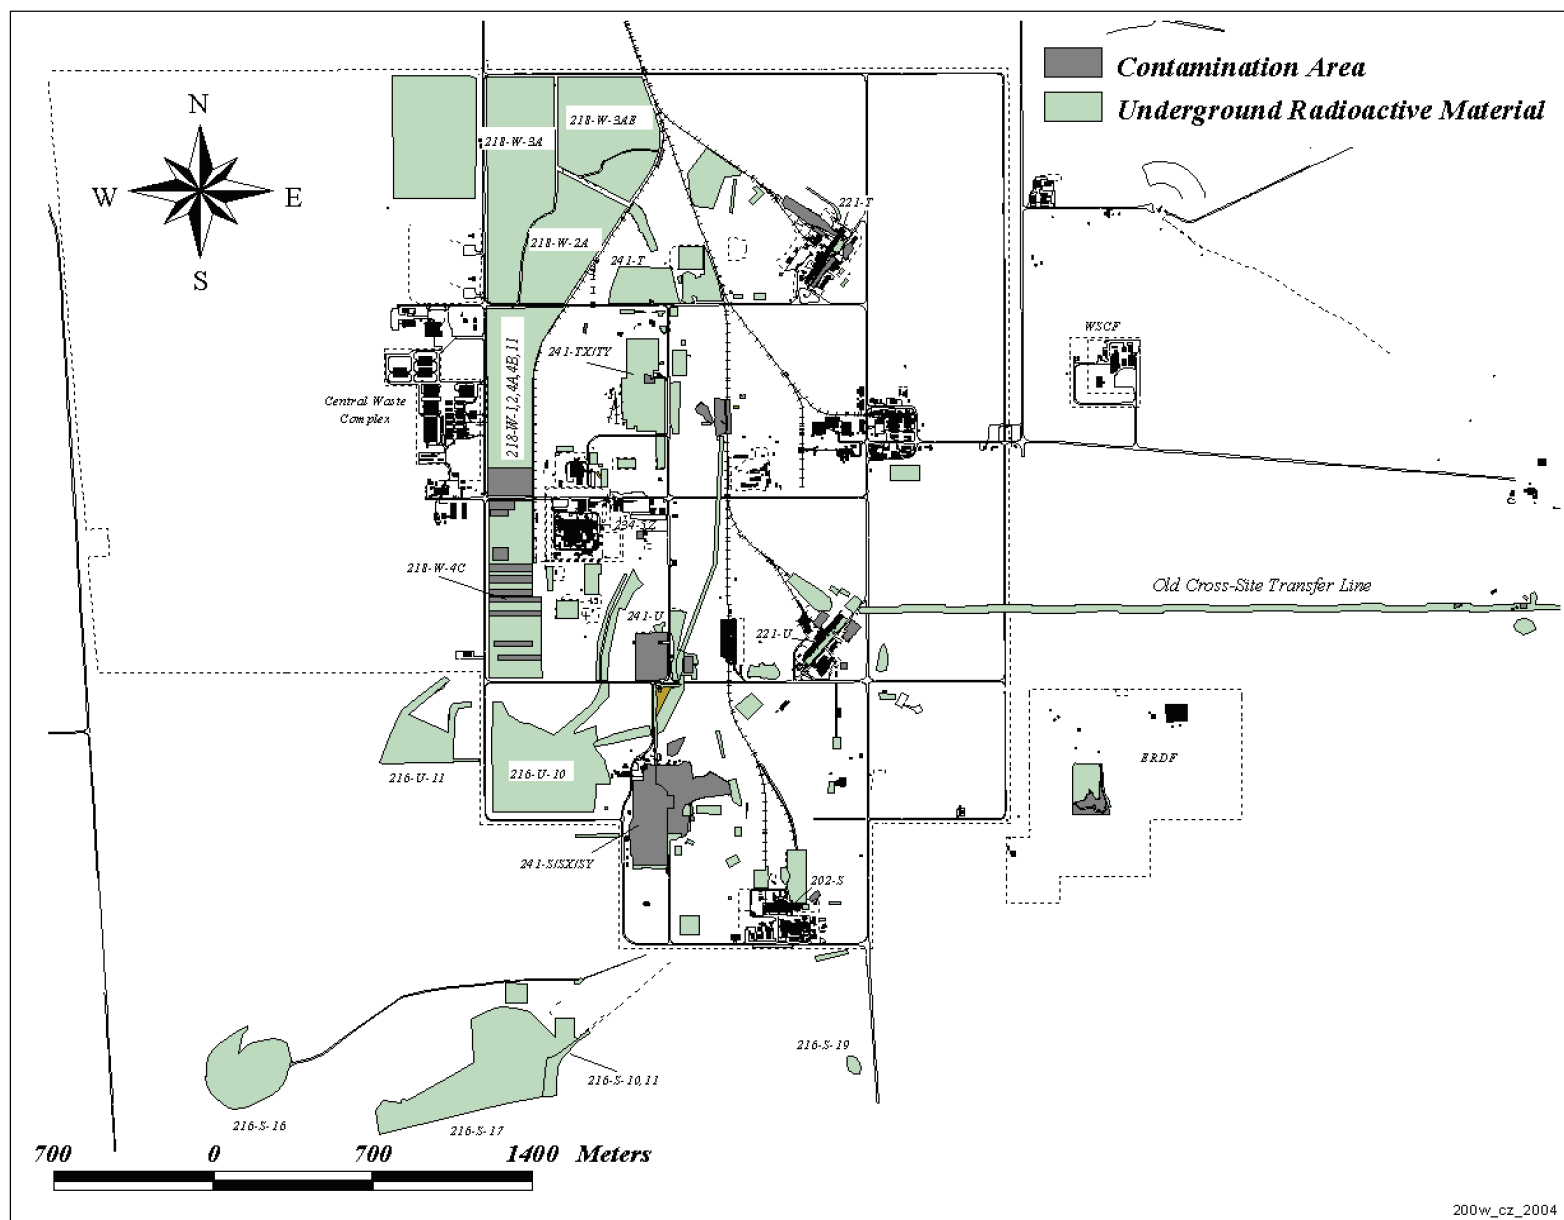 Contamination Area
Underground Radioactive Material
N
W
E
S
218-W-3AE
218-W-3A
221-T
218-W-2A
241-T
WSCF
241-TX/TY
218-W-1,2,4A,4B,11
Central Waste
Complex
234-5Z
218-W-4C
Old Cross-Site Transfer Line
241-U
221-U
216-U-11
216-U-10
ERDF
241-S/SX/SY
202-S
216-S-19
216-S-10,11
216-S-16
216-S-17
700
0
700
1400 Meters
200w_cz_2004